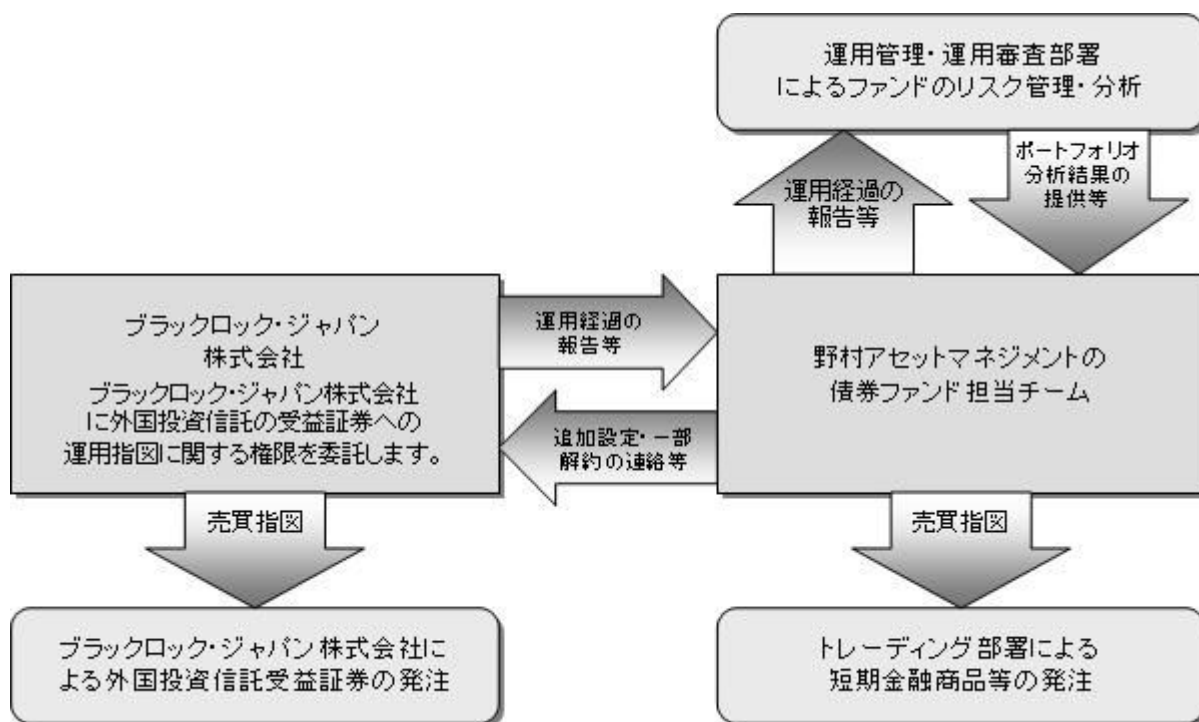 運用管理・運用審査部署
によるファンドのリスク管理・分析
運用経過の
報告等
ポートフォリオ
分析結果の
提供等
ブラックロック・ジャパン
株式会社
ブラックロック・ジャパン株式会社
に外国投資信託の受益証券への
運用指図に関する権限を委託します。
運用経過の
報告等
追加設定・一部
解約の連絡等
野村アセットマネジメントの
債券ファンド担当チーム
売買指図
売買指図
ブラックロック・ジャパン株式会社に
よる外国投資信託受益証券の発注
トレーディング部署による
短期金融商品等の発注